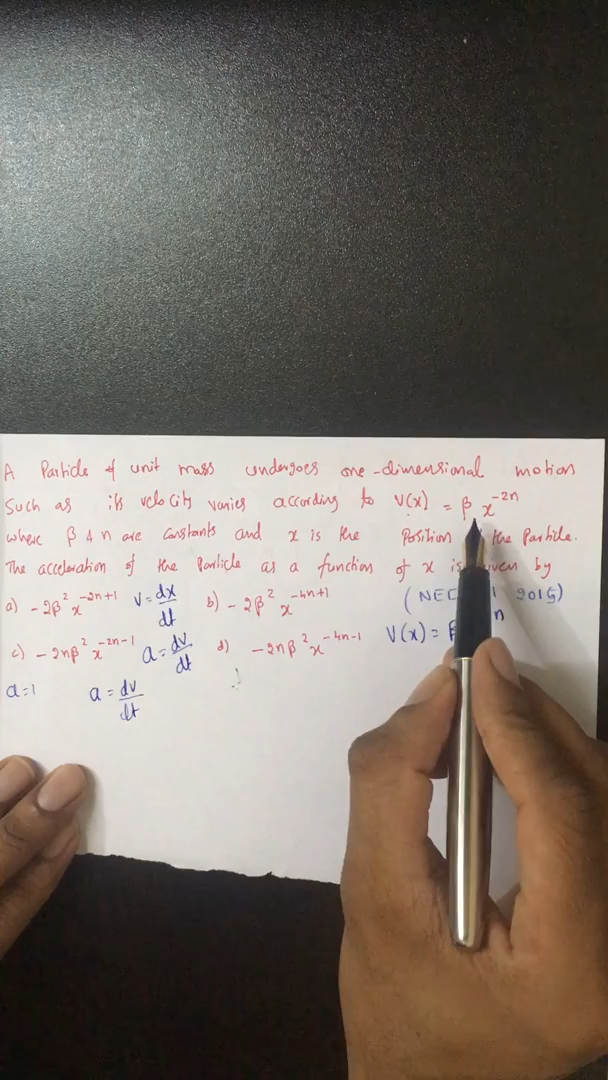 A Particle of unit mass undergoes one-dimensional motion
Such as its velocity varies according to V(x) = β x⁻²ⁿ
where β & n are constants and x is the Position the Particle.
The acceleration of the Particle as a function of x is given by
a) -2β² x⁻²ⁿ⁺¹ V = dx/dt b) -2β² x⁻⁴ⁿ⁺¹
c) -2nβ² x⁻²ⁿ⁻¹ a = dv/dt d) -2nβ² x⁻⁴ⁿ⁻¹ V(x) = n
a=1 a = dv/dt